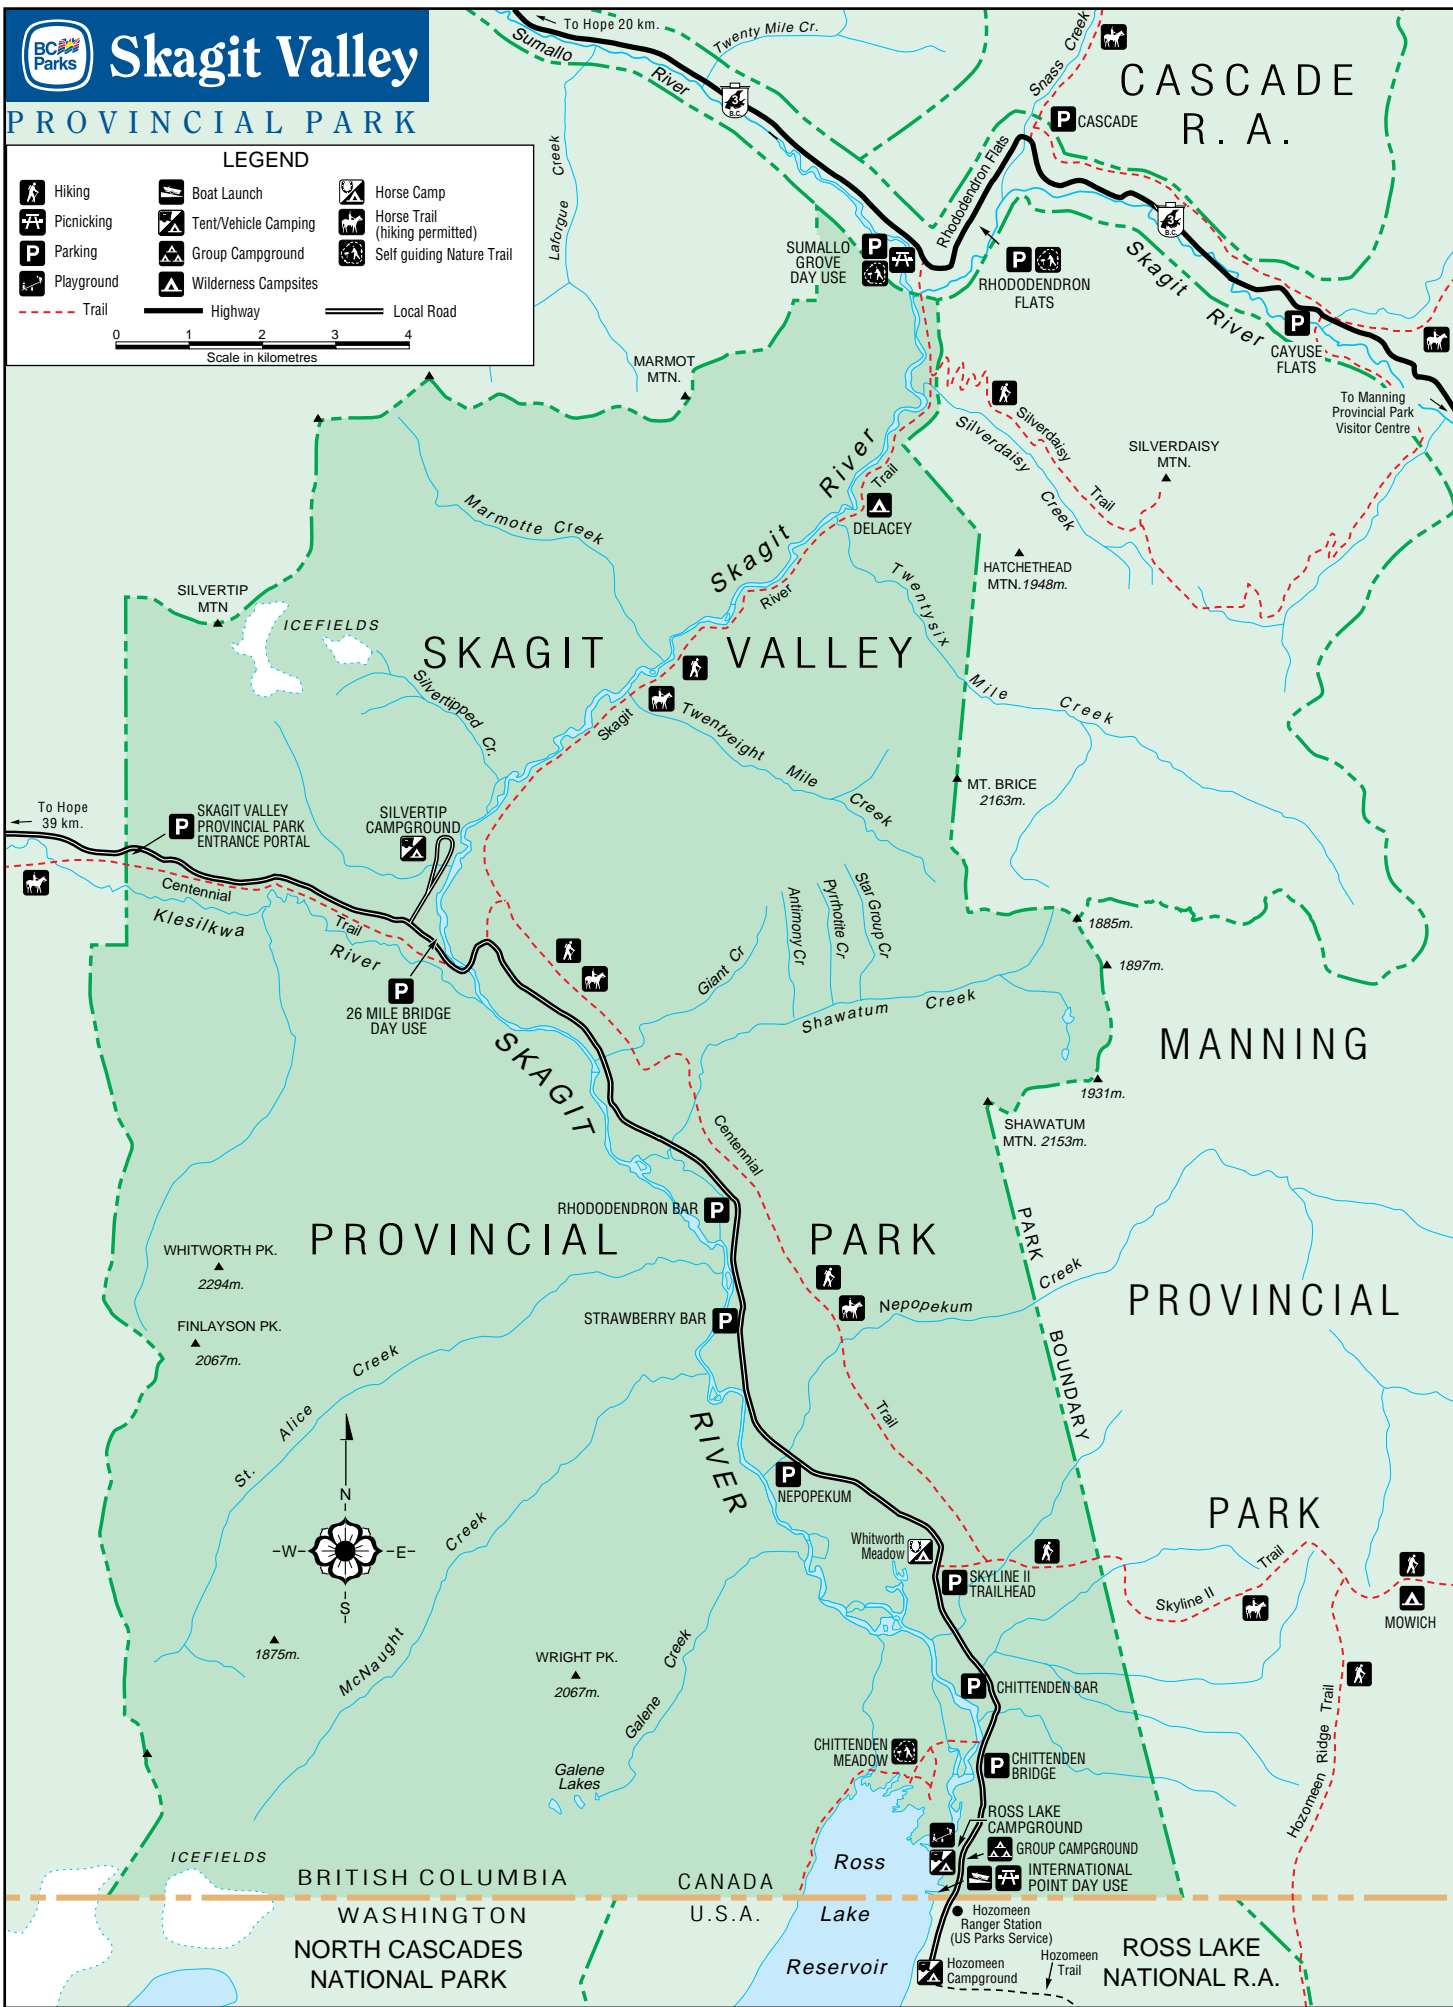 BC
Parks
Skagit Valley
PROVINCIAL PARK
LEGEND
Hiking
Picnicking
P
Parking
Playground
Boat Launch
Tent/Vehicle Camping
Group Campground
Wilderness Campsites
Horse Camp
Horse Trail
(hiking permitted)
Self guiding Nature Trail
Trail
Highway
Local Road
0 1 2 3 4
Scale in kilometres
To Hope 20 km.
Sumallo
River
Twenty Mile Cr.
3
B.C.
Snass
Creek
CASCADE
R. A.
P
CASCADE
Rhododendron Flats
Laforgue
Creek
SUMALLO
GROVE
DAY USE
P
P
RHODODENDRON
FLATS
3
B.C.
Skagit
River
P
CAYUSE
FLATS
To Manning
Provincial Park
Visitor Centre
MARMOT
MTN.
Silverdaisy
Trail
Silverdaisy
Creek
SILVERDAISY
MTN.
Skagit
River
Trail
DELACEY
Marmotte Creek
River
HATCHETHEAD
MTN. 1948m.
Twentysix
Mile
Creek
SILVERTIP
MTN
ICEFIELDS
SKAGIT
VALLEY
Silvertipped
Cr.
Skagit
Twentyeight
Mile
Creek
MT. BRICE
2163m.
To Hope
39 km.
P
SKAGIT VALLEY
PROVINCIAL PARK
ENTRANCE PORTAL
SILVERTIP
CAMPGROUND
Centennial
Trail
Klesilkwa
River
P
26 MILE BRIDGE
DAY USE
Giant Cr
Antimony Cr
Pyrrhotite Cr
Star Group Cr
Shawatum
Creek
1885m.
1897m.
1931m.
SHAWATUM
MTN. 2153m.
MANNING
SKAGIT
Centennial
RHODODENDRON BAR
P
PROVINCIAL
PARK
PARK
BOUNDARY
WHITWORTH PK.
2294m.
FINLAYSON PK.
2067m.
STRAWBERRY BAR
P
Nepopekum
Creek
PROVINCIAL
St.
Alice
Creek
RIVER
Trail
P
NEPOPEKUM
N
W
E
S
Creek
McNaught
Whitworth
Meadow
P
SKYLINE II
TRAILHEAD
PARK
Skyline II
Trail
MOWICH
1875m.
WRIGHT PK.
2067m.
Creek
Galene
Galene
Lakes
P
CHITTENDEN BAR
CHITTENDEN
MEADOW
P
CHITTENDEN
BRIDGE
Hozomeen Ridge Trail
ROSS LAKE
CAMPGROUND
GROUP CAMPGROUND
INTERNATIONAL
POINT DAY USE
ICEFIELDS
BRITISH COLUMBIA
CANADA
Ross
WASHINGTON
U.S.A.
Lake
Reservoir
Hozomeen
Ranger Station
(US Parks Service)
NORTH CASCADES
NATIONAL PARK
Hozomeen
Campground
Hozomeen
Trail
ROSS LAKE
NATIONAL R.A.